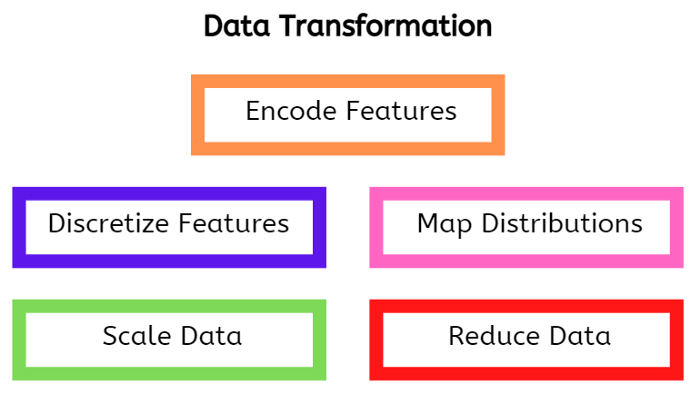 Data Transformation
Encode Features
Discretize Features
Map Distributions
Scale Data
Reduce Data